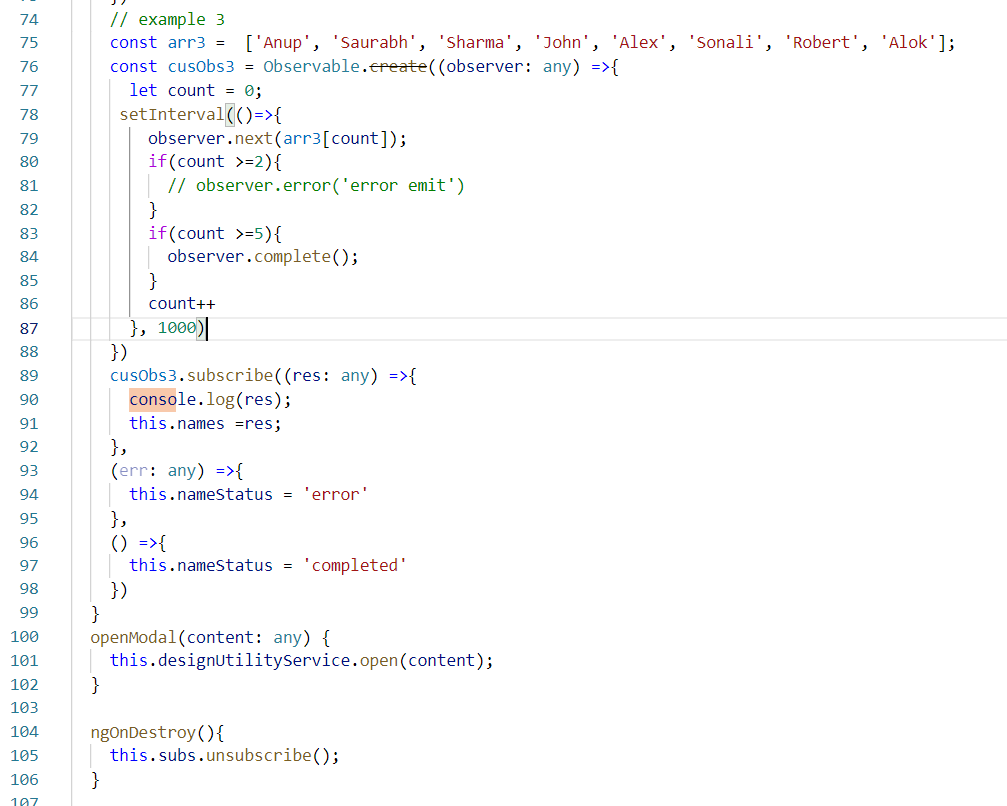 74 // example 3
75 const arr3 =  ['Anup', 'Saurabh', 'Sharma', 'John', 'Alex', 'Sonali', 'Robert', 'Alok'];
76 const cusObs3 = Observable.create((observer: any) =>{
77 let count = 0;
78 setInterval(()=>{
79 observer.next(arr3[count]);
80 if(count >=2){
81 // observer.error('error emit')
82 }
83 if(count >=5){
84 observer.complete();
85 }
86 count++
87 }, 1000)
88 })
89 cusObs3.subscribe((res: any) =>{
90 console.log(res);
91 this.names =res;
92 },
93 (err: any) =>{
94 this.nameStatus = 'error'
95 },
96 () =>{
97 this.nameStatus = 'completed'
98 })
99 }
100 openModal(content: any) {
101 this.designUtilityService.open(content);
102 }
103
104 ngOnDestroy(){
105 this.subs.unsubscribe();
106 }
107